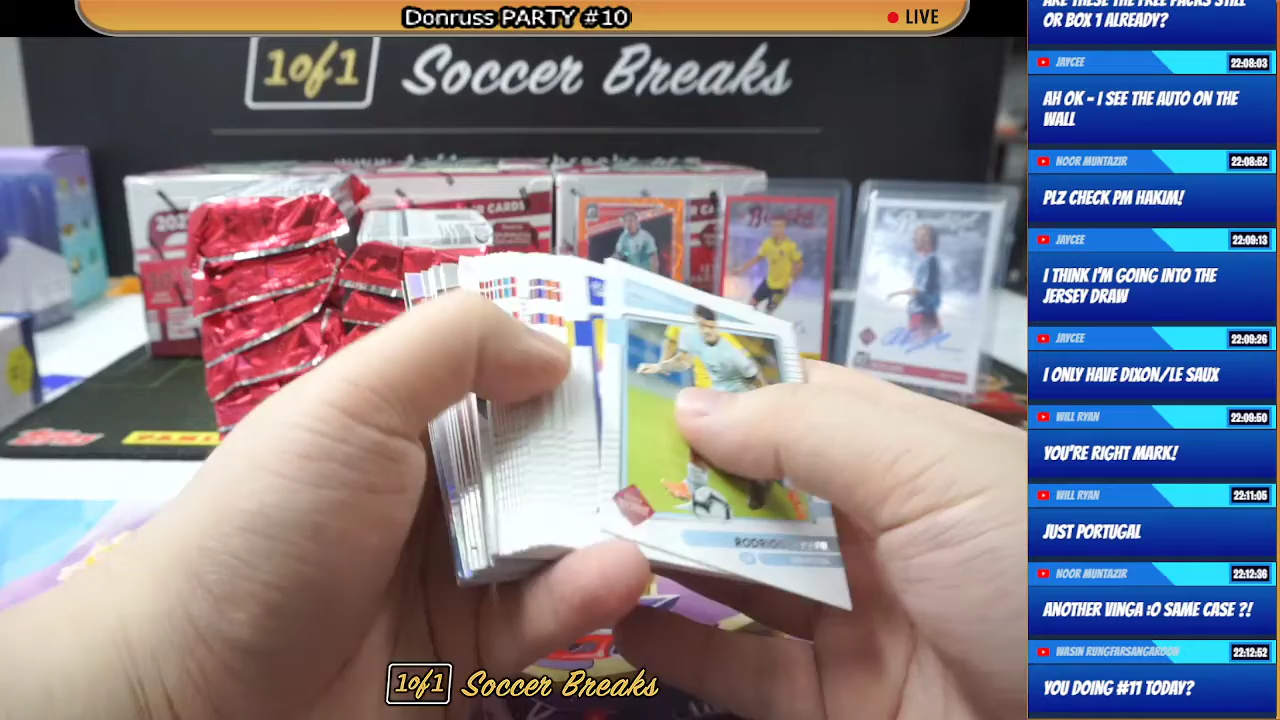 Donruss PARTY #10
LIVE
1of1 Soccer Breaks
ARE THESE THE FREE PACKS STILL
OR BOX 1 ALREADY?
JAYCEE 22:08:03
AH OK - I SEE THE AUTO ON THE
WALL
NOOR MUNTAZIR 22:08:52
PLZ CHECK PM HAKIM!
JAYCEE 22:09:13
I THINK I'M GOING INTO THE
JERSEY DRAW
JAYCEE 22:09:26
I ONLY HAVE DIXON/LE SAUX
WILL RYAN 22:09:50
YOU'RE RIGHT MARK!
WILL RYAN 22:11:05
JUST PORTUGAL
NOOR MUNTAZIR 22:12:36
ANOTHER VINGA :O SAME CASE ?!
WASIN RUNGFARSANGAROON 22:12:52
YOU DOING #11 TODAY?
Topps
PANINI
1of1 Soccer Breaks